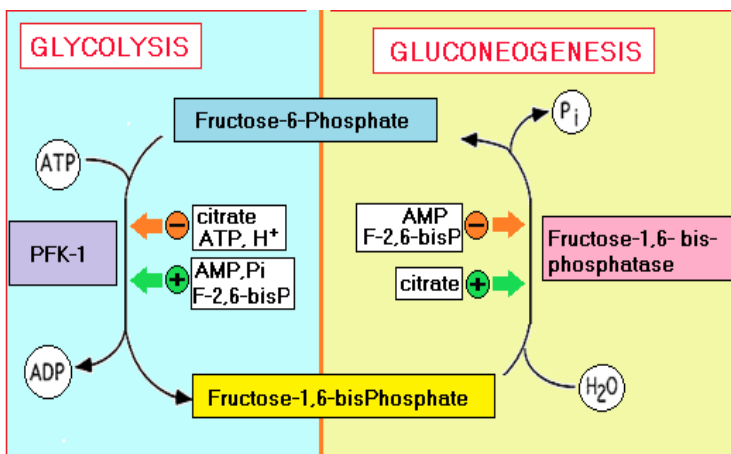 GLYCOLYSIS
GLUCONEOGENESIS
Fructose-6-Phosphate
Pi
ATP
citrate
ATP, H+
AMP
F-2,6-bisP
PFK-1
AMP,Pi
F-2,6-bisP
citrate
Fructose-1,6- bis-
phosphatase
ADP
Fructose-1,6-bisPhosphate
H2O